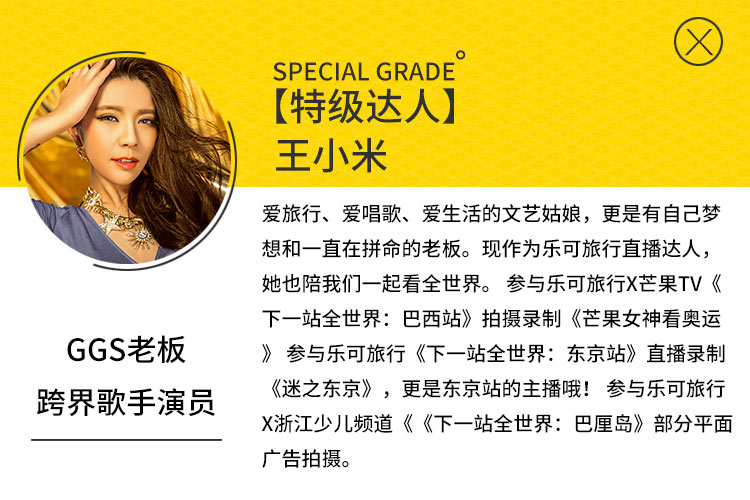 SPECIAL GRADE
【特级达人】
王小米
爱旅行、爱唱歌、爱生活的文艺姑娘，更是有自己梦
想和一直在拼命的老板。现作为乐可旅行直播达人，
她也陪我们一起看全世界。 参与乐可旅行X芒果TV《
下一站全世界：巴西站》拍摄录制《芒果女神看奥运
》 参与乐可旅行《下一站全世界：东京站》直播录制
《迷之东京》，更是东京站的主播哦！ 参与乐可旅行
X浙江少儿频道《《下一站全世界：巴厘岛》部分平面
广告拍摄。
GGS老板
跨界歌手演员